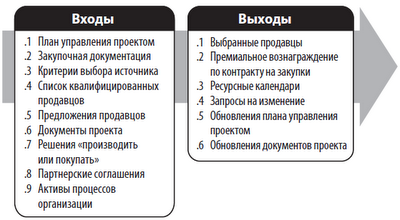 Входы
.1 План управления проектом
.2 Закупочная документация
.3 Критерии выбора источника
.4 Список квалифицированных
продавцов
.5 Предложения продавцов
.6 Документы проекта
.7 Решения «производить
или покупать»
.8 Партнерские соглашения
.9 Активы процессов
организации
Выходы
.1 Выбранные продавцы
.2 Премиальное вознаграждение
по контракту на закупки
.3 Ресурсные календари
.4 Запросы на изменение
.5 Обновления плана управления
проектом
.6 Обновления документов проекта